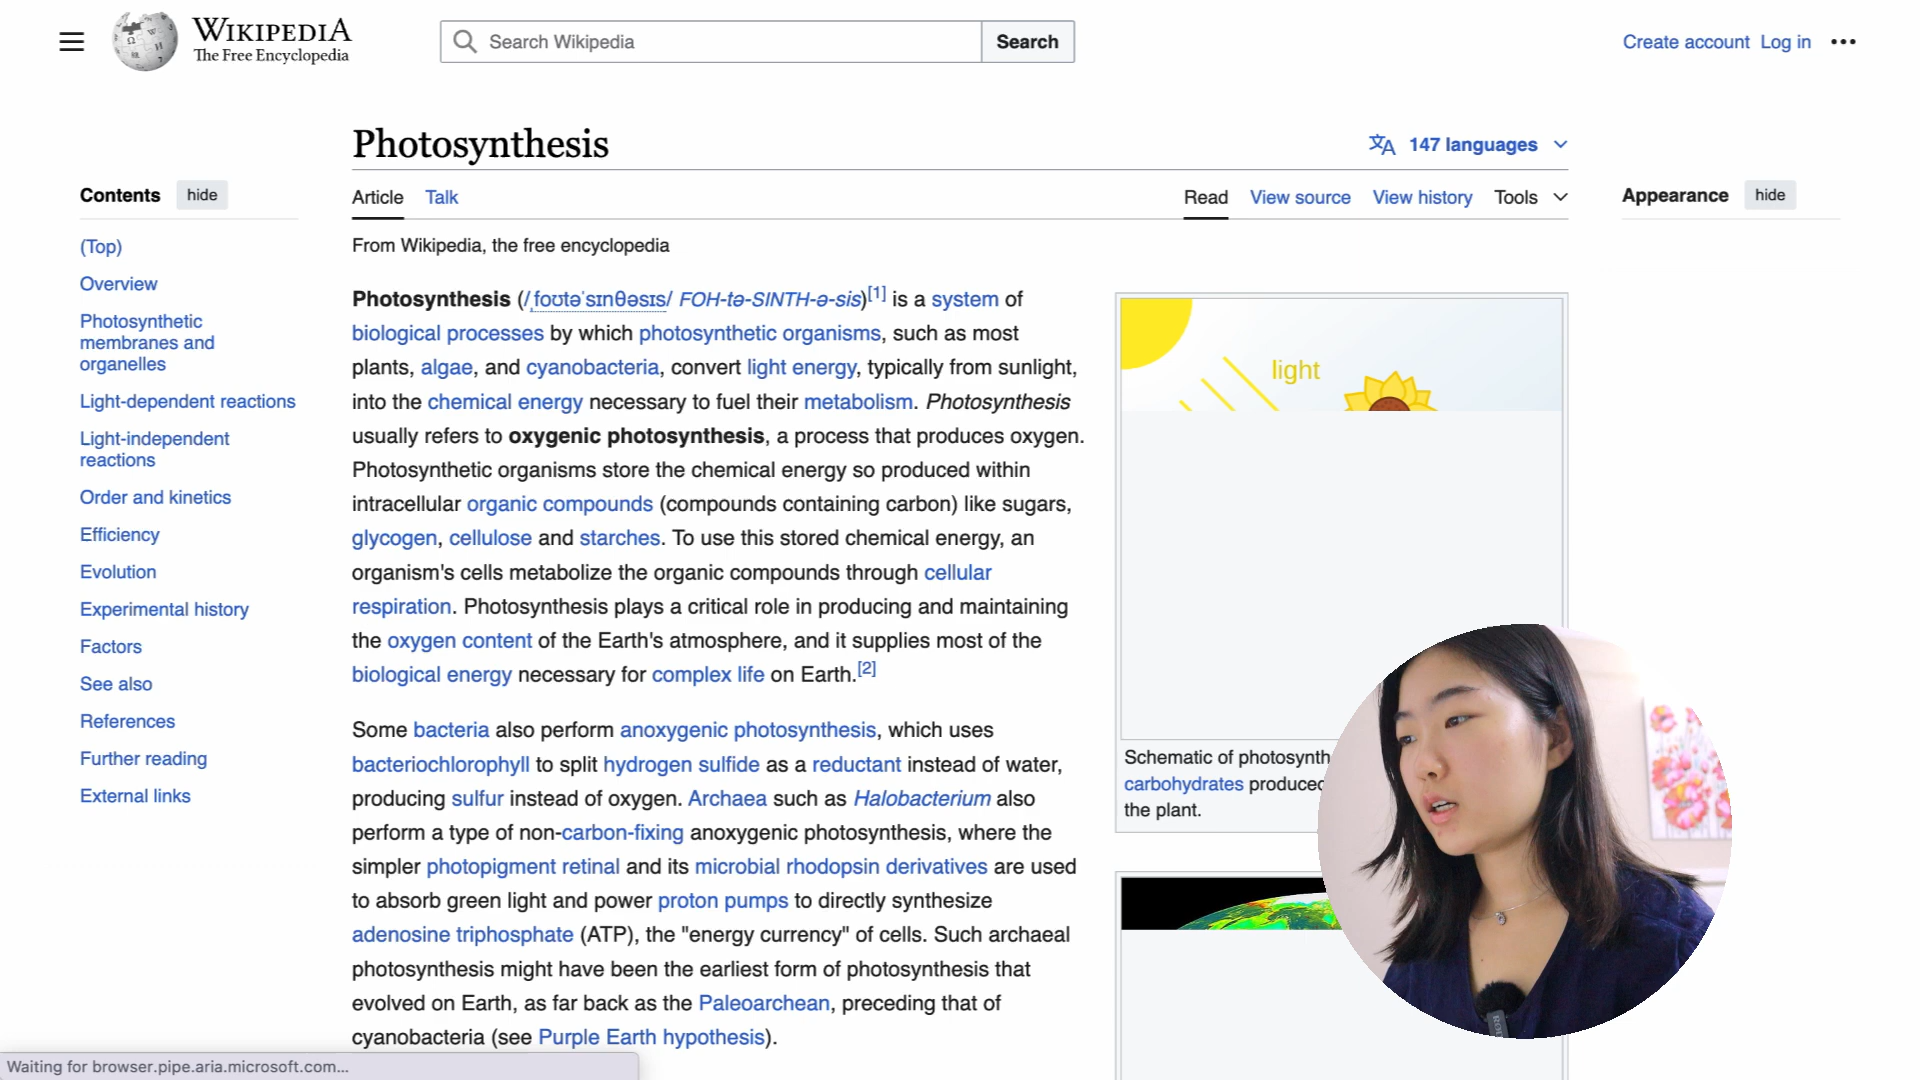 WIKIPEDIA
The Free Encyclopedia
Search Wikipedia
Search
Create account Log in
Photosynthesis
147 languages
Contents hide
Article Talk
Read View source View history Tools
Appearance hide
(Top)
Overview
Photosynthetic
membranes and
organelles
Light-dependent reactions
Light-independent
reactions
Order and kinetics
Efficiency
Evolution
Experimental history
Factors
See also
References
Further reading
External links
From Wikipedia, the free encyclopedia
Photosynthesis (/ˌfoʊtəˈsɪnθəsɪs/ FOH-tə-SINTH-ə-sis)[1] is a system of
biological processes by which photosynthetic organisms, such as most
plants, algae, and cyanobacteria, convert light energy, typically from sunlight,
into the chemical energy necessary to fuel their metabolism. Photosynthesis
usually refers to oxygenic photosynthesis, a process that produces oxygen.
Photosynthetic organisms store the chemical energy so produced within
intracellular organic compounds (compounds containing carbon) like sugars,
glycogen, cellulose and starches. To use this stored chemical energy, an
organism's cells metabolize the organic compounds through cellular
respiration. Photosynthesis plays a critical role in producing and maintaining
the oxygen content of the Earth's atmosphere, and it supplies most of the
biological energy necessary for complex life on Earth.[2]
Some bacteria also perform anoxygenic photosynthesis, which uses
bacteriochlorophyll to split hydrogen sulfide as a reductant instead of water,
producing sulfur instead of oxygen. Archaea such as Halobacterium also
perform a type of non-carbon-fixing anoxygenic photosynthesis, where the
simpler photopigment retinal and its microbial rhodopsin derivatives are used
to absorb green light and power proton pumps to directly synthesize
adenosine triphosphate (ATP), the "energy currency" of cells. Such archaeal
photosynthesis might have been the earliest form of photosynthesis that
evolved on Earth, as far back as the Paleoarchean, preceding that of
cyanobacteria (see Purple Earth hypothesis).
light
Schematic of photosynth
carbohydrates produced
the plant.
Waiting for browser.pipe.aria.microsoft.com...